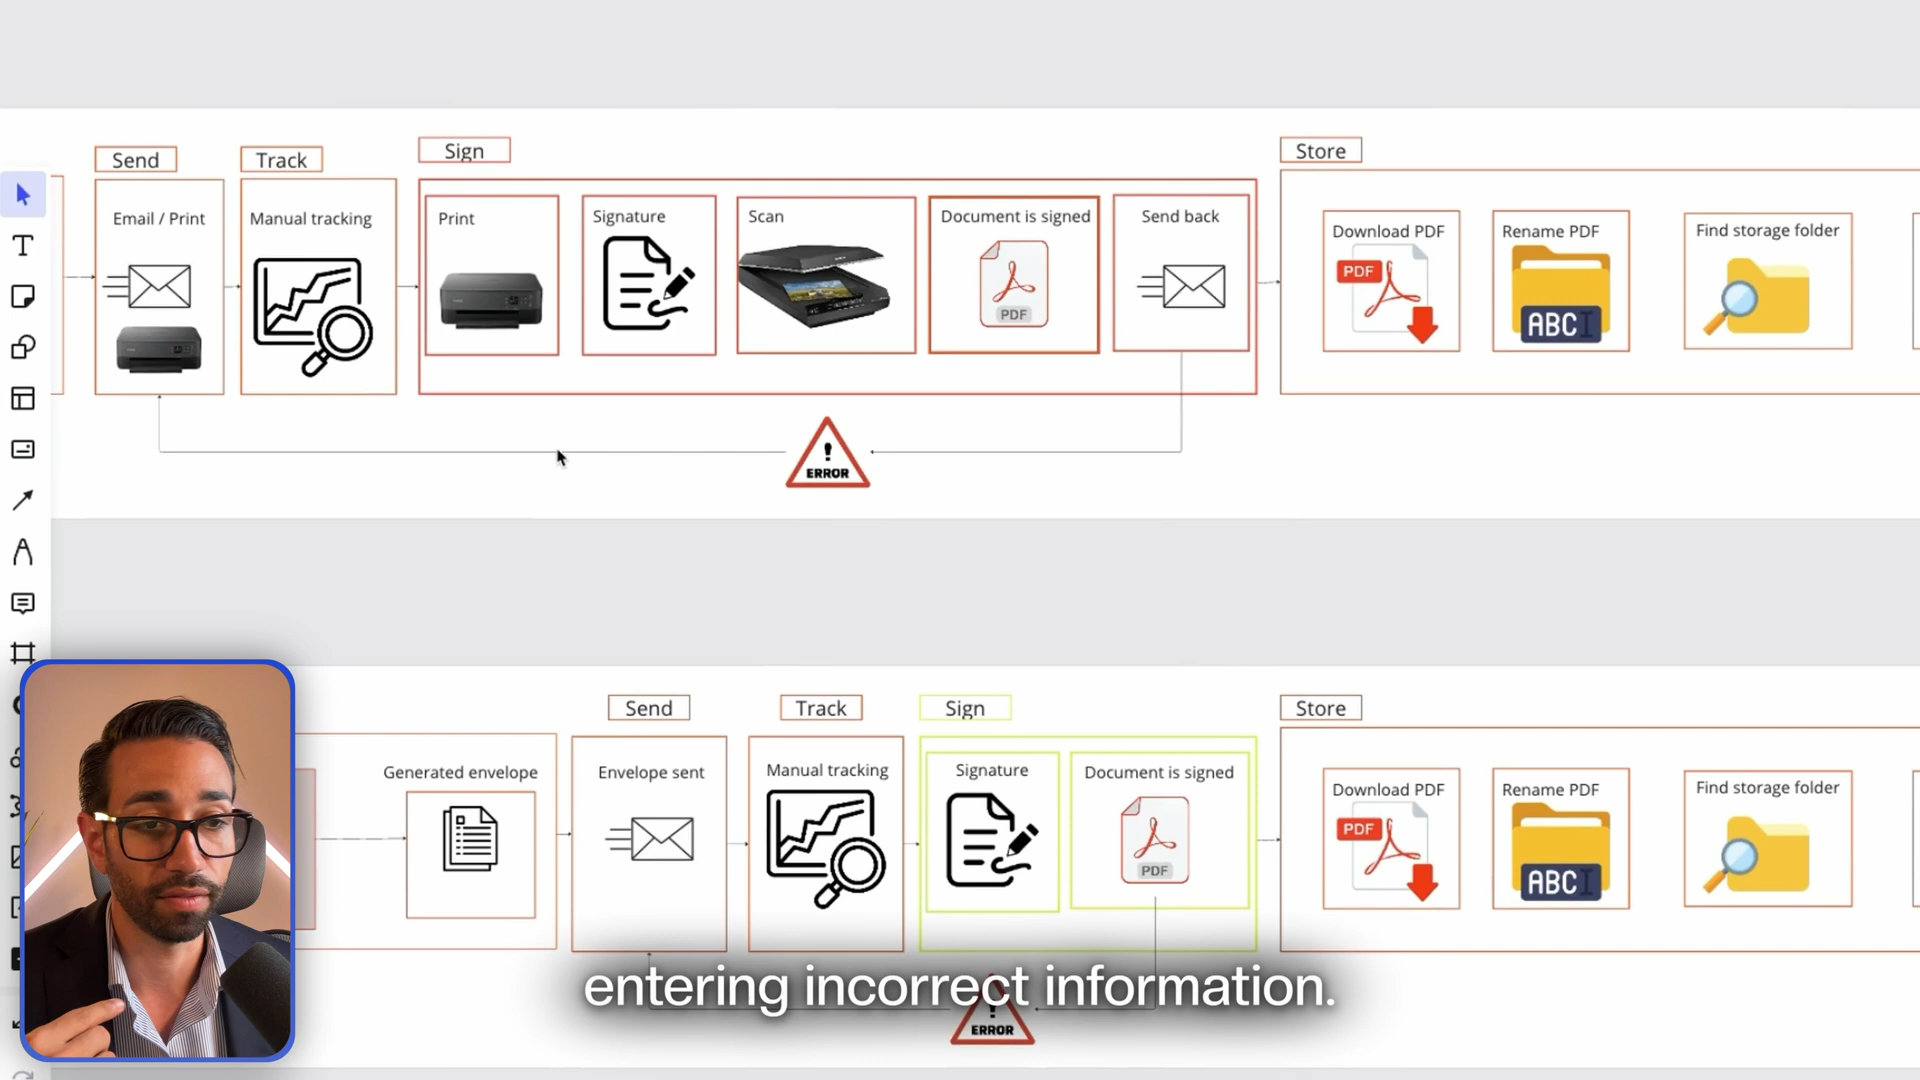 Send
Track
Sign
Store
Email / Print
Manual tracking
Print
Signature
Scan
Document is signed
Send back
Download PDF
Rename PDF
Find storage folder
PDF
PDF
ABC
ERROR
Send
Track
Sign
Store
Generated envelope
Envelope sent
Manual tracking
Signature
Document is signed
Download PDF
Rename PDF
Find storage folder
PDF
PDF
ABC
entering incorrect information.
ERROR